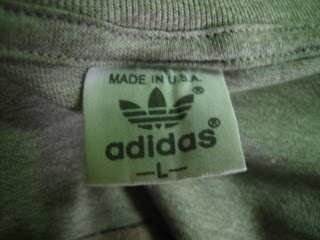 MADE IN U.S.A.
®
adidas®
—L—